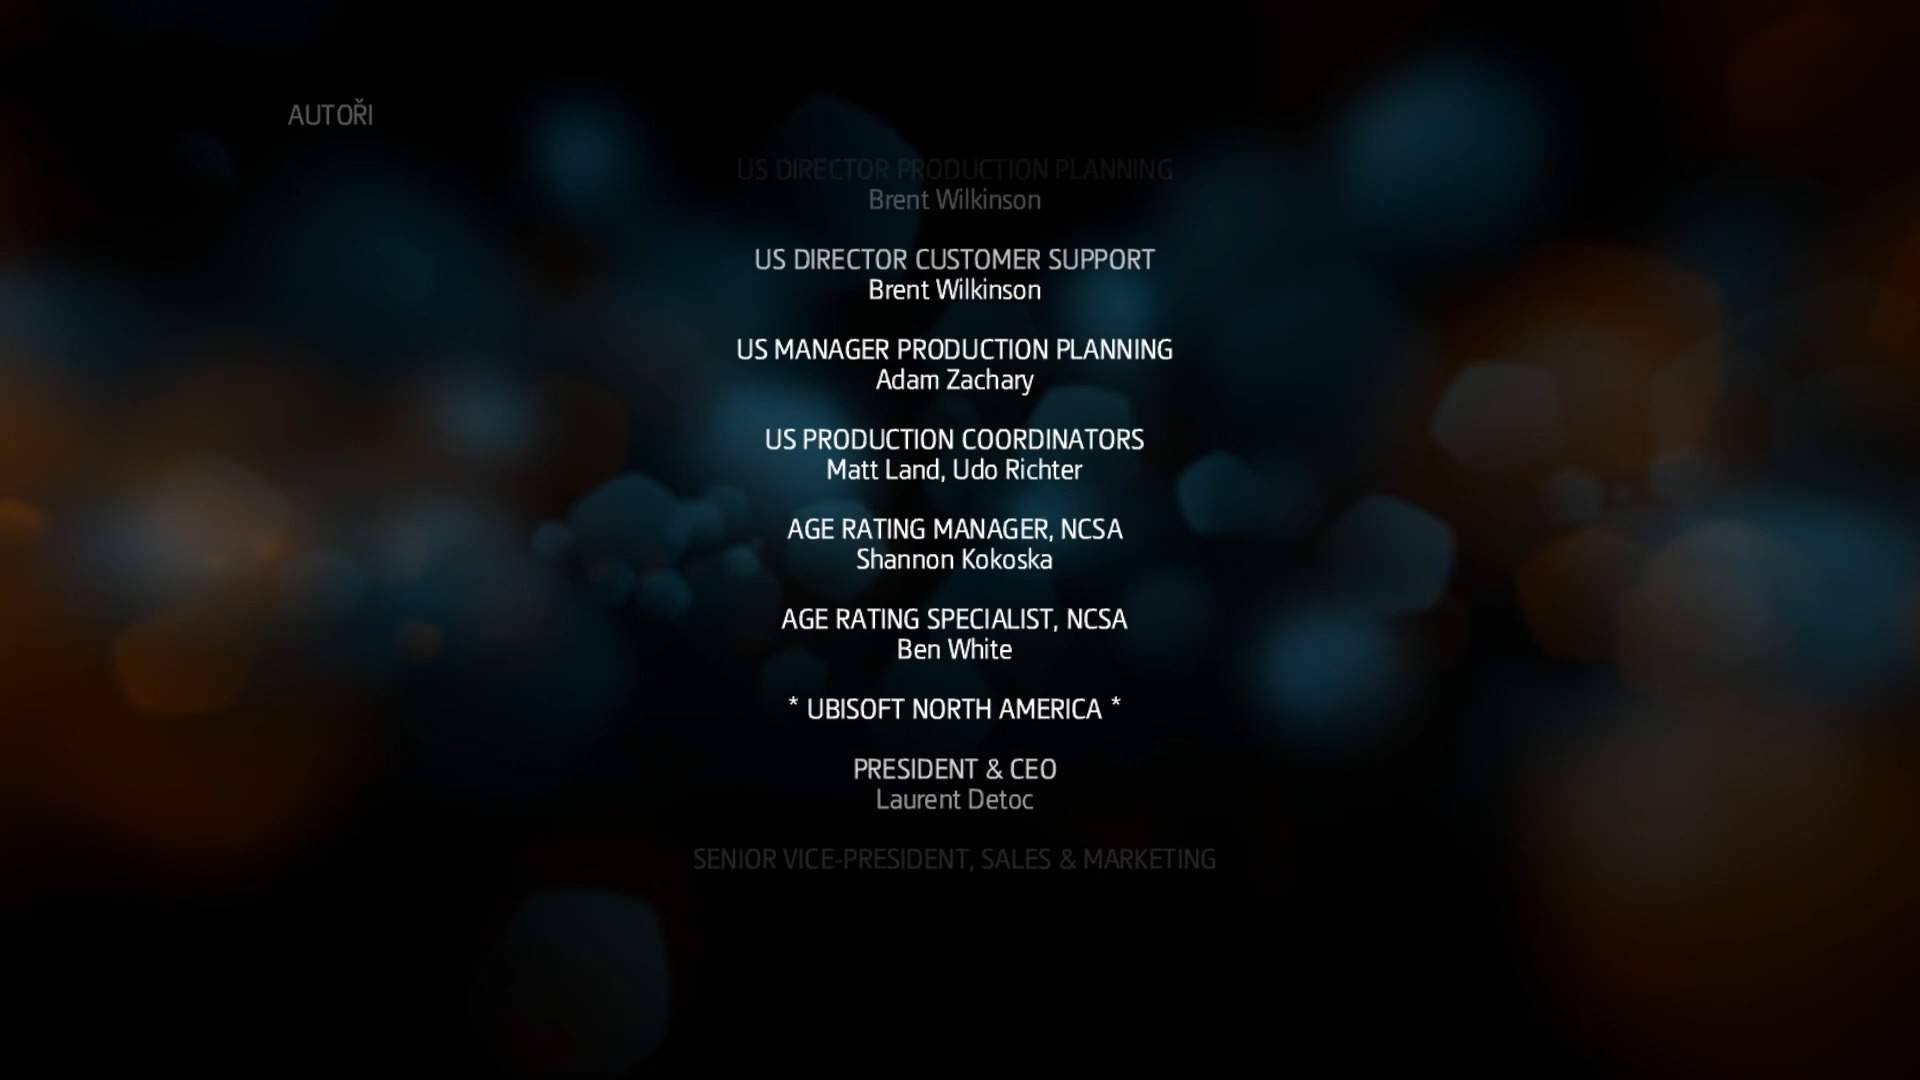 AUTOŘI
US DIRECTOR PRODUCTION PLANNING
Brent Wilkinson
US DIRECTOR CUSTOMER SUPPORT
Brent Wilkinson
US MANAGER PRODUCTION PLANNING
Adam Zachary
US PRODUCTION COORDINATORS
Matt Land, Udo Richter
AGE RATING MANAGER, NCSA
Shannon Kokoska
AGE RATING SPECIALIST, NCSA
Ben White
* UBISOFT NORTH AMERICA *
PRESIDENT & CEO
Laurent Detoc
SENIOR VICE-PRESIDENT, SALES & MARKETING